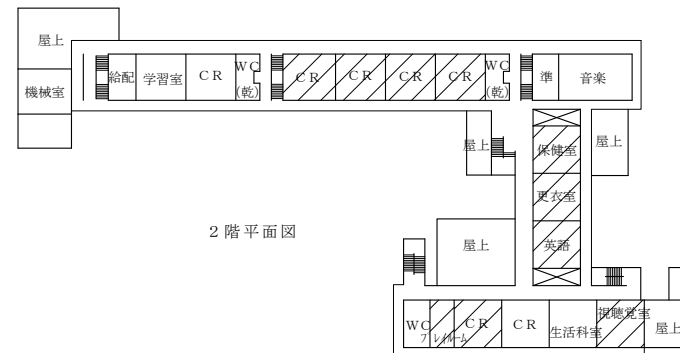 屋上
機械室
給配
学習室
CR
WC
(乾)
CR
CR
CR
CR
WC
(乾)
準
音楽
屋上
保健室
屋上
更衣室
2階平面図
屋上
英語
WC
プレイルーム
CR
CR
生活科室
視聴覚室
屋上